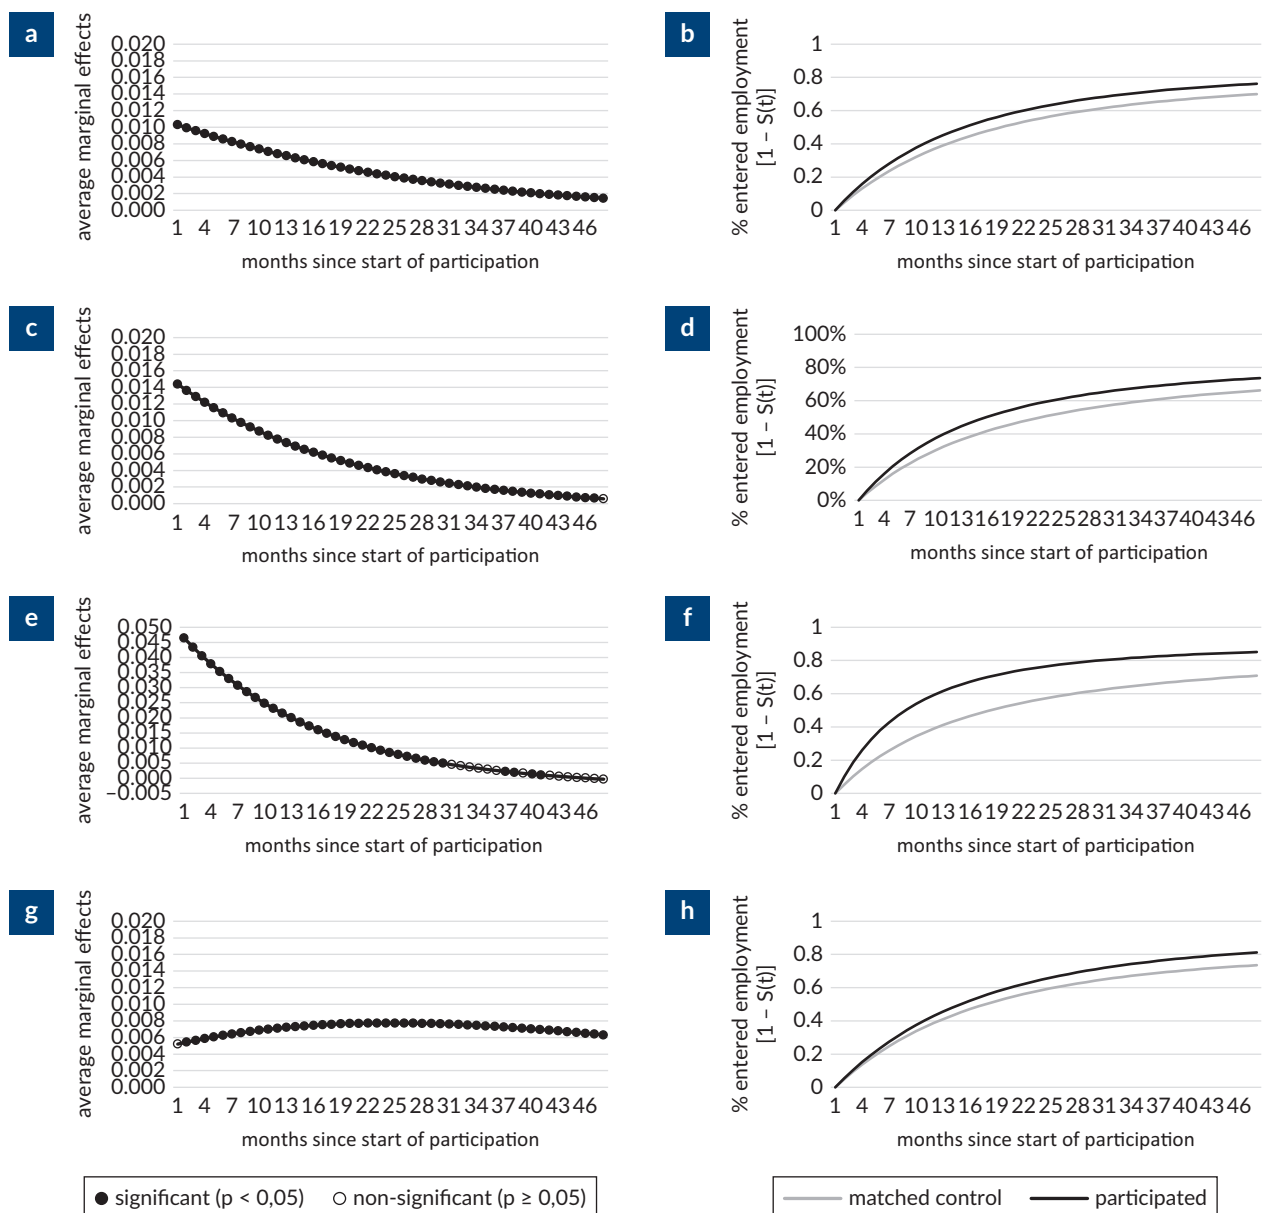 a
average marginal effects
0.020
0.018
0.016
0.014
0.012
0.010
0.008
0.006
0.004
0.002
0.000
1 4 7 10 13 16 19 22 25 28 31 34 37 40 43 46
months since start of participation
b
% entered employment
[1 – S(t)]
1
0.8
0.6
0.4
0.2
0
1 4 7 10 13 16 19 22 25 28 31 34 37 40 43 46
months since start of participation
c
average marginal effects
0.020
0.018
0.016
0.014
0.012
0.010
0.008
0.006
0.004
0.002
0.000
1 4 7 10 13 16 19 22 25 28 31 34 37 40 43 46
months since start of participation
d
% entered employment
[1 – S(t)]
100%
80%
60%
40%
20%
0%
1 4 7 10 13 16 19 22 25 28 31 34 37 40 43 46
months since start of participation
e
average marginal effects
0.050
0.045
0.040
0.035
0.030
0.025
0.020
0.015
0.010
0.005
0.000
–0.005
1 4 7 10 13 16 19 22 25 28 31 34 37 40 43 46
months since start of participation
f
% entered employment
[1 – S(t)]
1
0.8
0.6
0.4
0.2
0
1 4 7 10 13 16 19 22 25 28 31 34 37 40 43 46
months since start of participation
g
average marginal effects
0.020
0.018
0.016
0.014
0.012
0.010
0.008
0.006
0.004
0.002
0.000
1 4 7 10 13 16 19 22 25 28 31 34 37 40 43 46
months since start of participation
h
% entered employment
[1 – S(t)]
1
0.8
0.6
0.4
0.2
0
1 4 7 10 13 16 19 22 25 28 31 34 37 40 43 46
months since start of participation
significant (p < 0,05) non-significant (p ≥ 0,05)
matched control participated